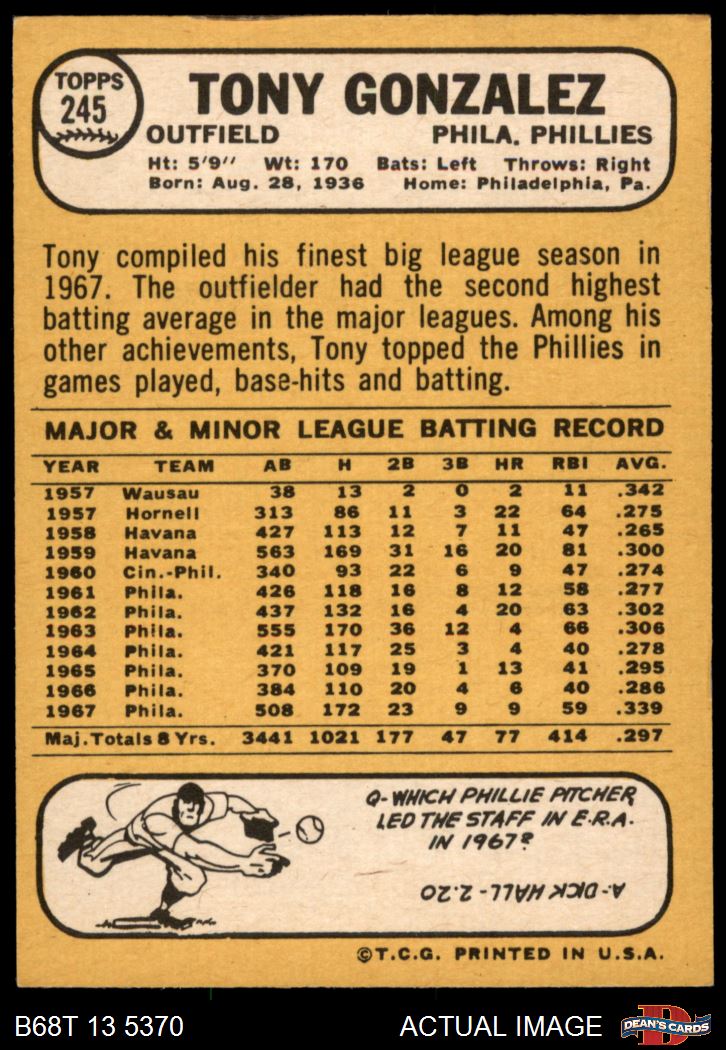 TOPPS
245
TONY GONZALEZ
OUTFIELD PHILA. PHILLIES
Ht: 5'9'' Wt: 170 Bats: Left Throws: Right
Born: Aug. 28, 1936 Home: Philadelphia, Pa.
Tony compiled his finest big league season in
1967. The outfielder had the second highest
batting average in the major leagues. Among his
other achievements, Tony topped the Phillies in
games played, base-hits and batting.
MAJOR & MINOR LEAGUE BATTING RECORD
YEAR TEAM AB H 2B 3B HR RBI AVG.
1957 Wausau 38 13 2 0 2 11 .342
1957 Hornell 313 86 11 3 22 64 .275
1958 Havana 427 113 12 7 11 47 .265
1959 Havana 563 169 31 16 20 81 .300
1960 Cin.-Phil. 340 93 22 6 9 47 .274
1961 Phila. 426 118 16 8 12 58 .277
1962 Phila. 437 132 16 4 20 63 .302
1963 Phila. 555 170 36 12 4 66 .306
1964 Phila. 421 117 25 3 4 40 .278
1965 Phila. 370 109 19 1 13 41 .295
1966 Phila. 384 110 20 4 6 40 .286
1967 Phila. 508 172 23 9 9 59 .339
Maj. Totals 8 Yrs. 3441 1021 177 47 77 414 .297
Q-WHICH PHILLIE PITCHER
LED THE STAFF IN E.R.A.
IN 1967?
A-DICK HALL-2.20
©T.C.G. PRINTED IN U.S.A.
B68T 13 5370 ACTUAL IMAGE
D
DEAN'S CARDS